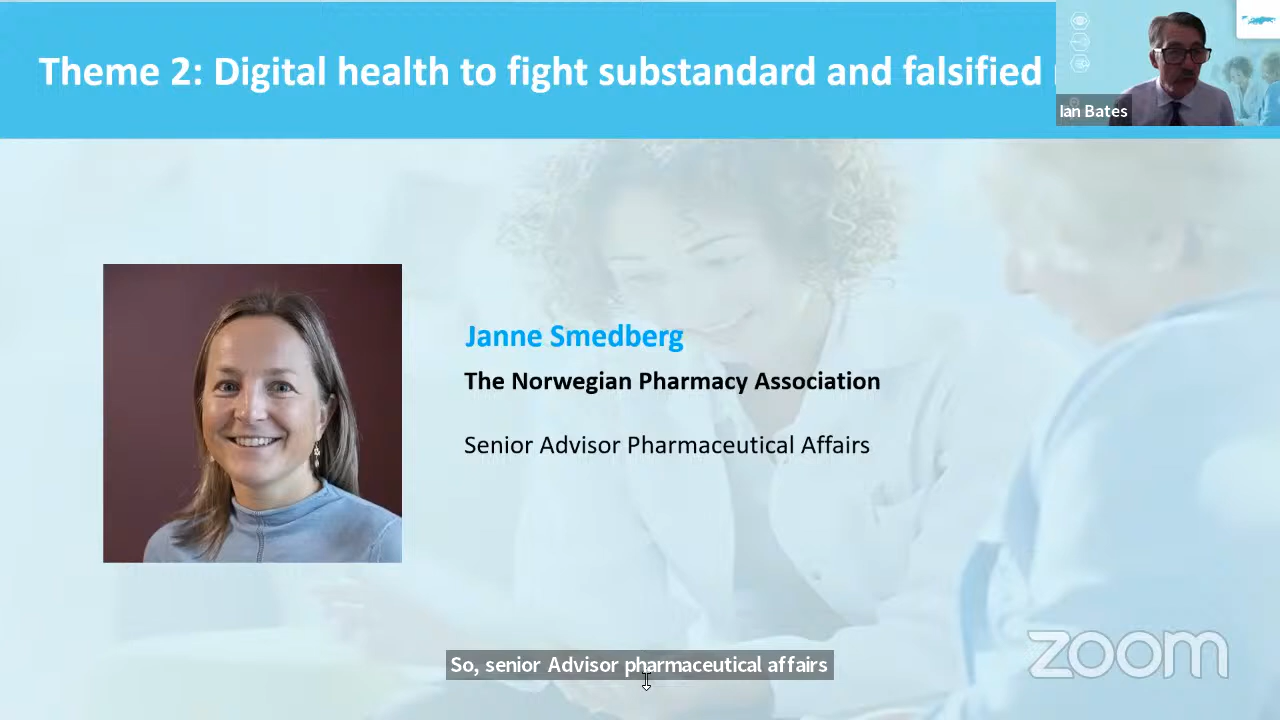 Theme 2: Digital health to fight substandard and falsified
Ian Bates
Janne Smedberg
The Norwegian Pharmacy Association
Senior Advisor Pharmaceutical Affairs
So, senior Advisor pharmaceutical affairs
zoom